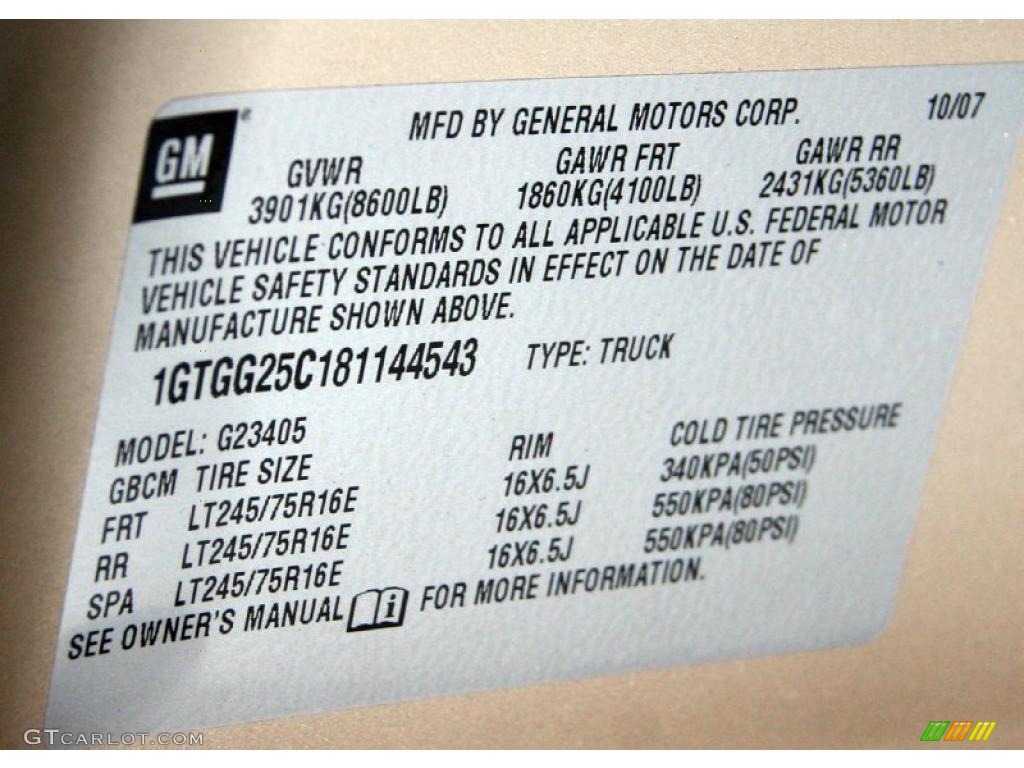 GM® MFD BY GENERAL MOTORS CORP. 10/07
GVWR GAWR FRT GAWR RR
3901KG(8600LB) 1860KG(4100LB) 2431KG(5360LB)
THIS VEHICLE CONFORMS TO ALL APPLICABLE U.S. FEDERAL MOTOR
VEHICLE SAFETY STANDARDS IN EFFECT ON THE DATE OF
MANUFACTURE SHOWN ABOVE.
1GTGG25C181144543 TYPE: TRUCK
MODEL: G23405
GBCM TIRE SIZE RIM COLD TIRE PRESSURE
FRT LT245/75R16E 16X6.5J 340KPA(50PSI)
RR LT245/75R16E 16X6.5J 550KPA(80PSI)
SPA LT245/75R16E 16X6.5J 550KPA(80PSI)
SEE OWNER'S MANUAL i FOR MORE INFORMATION.
GTCARLOT.COM